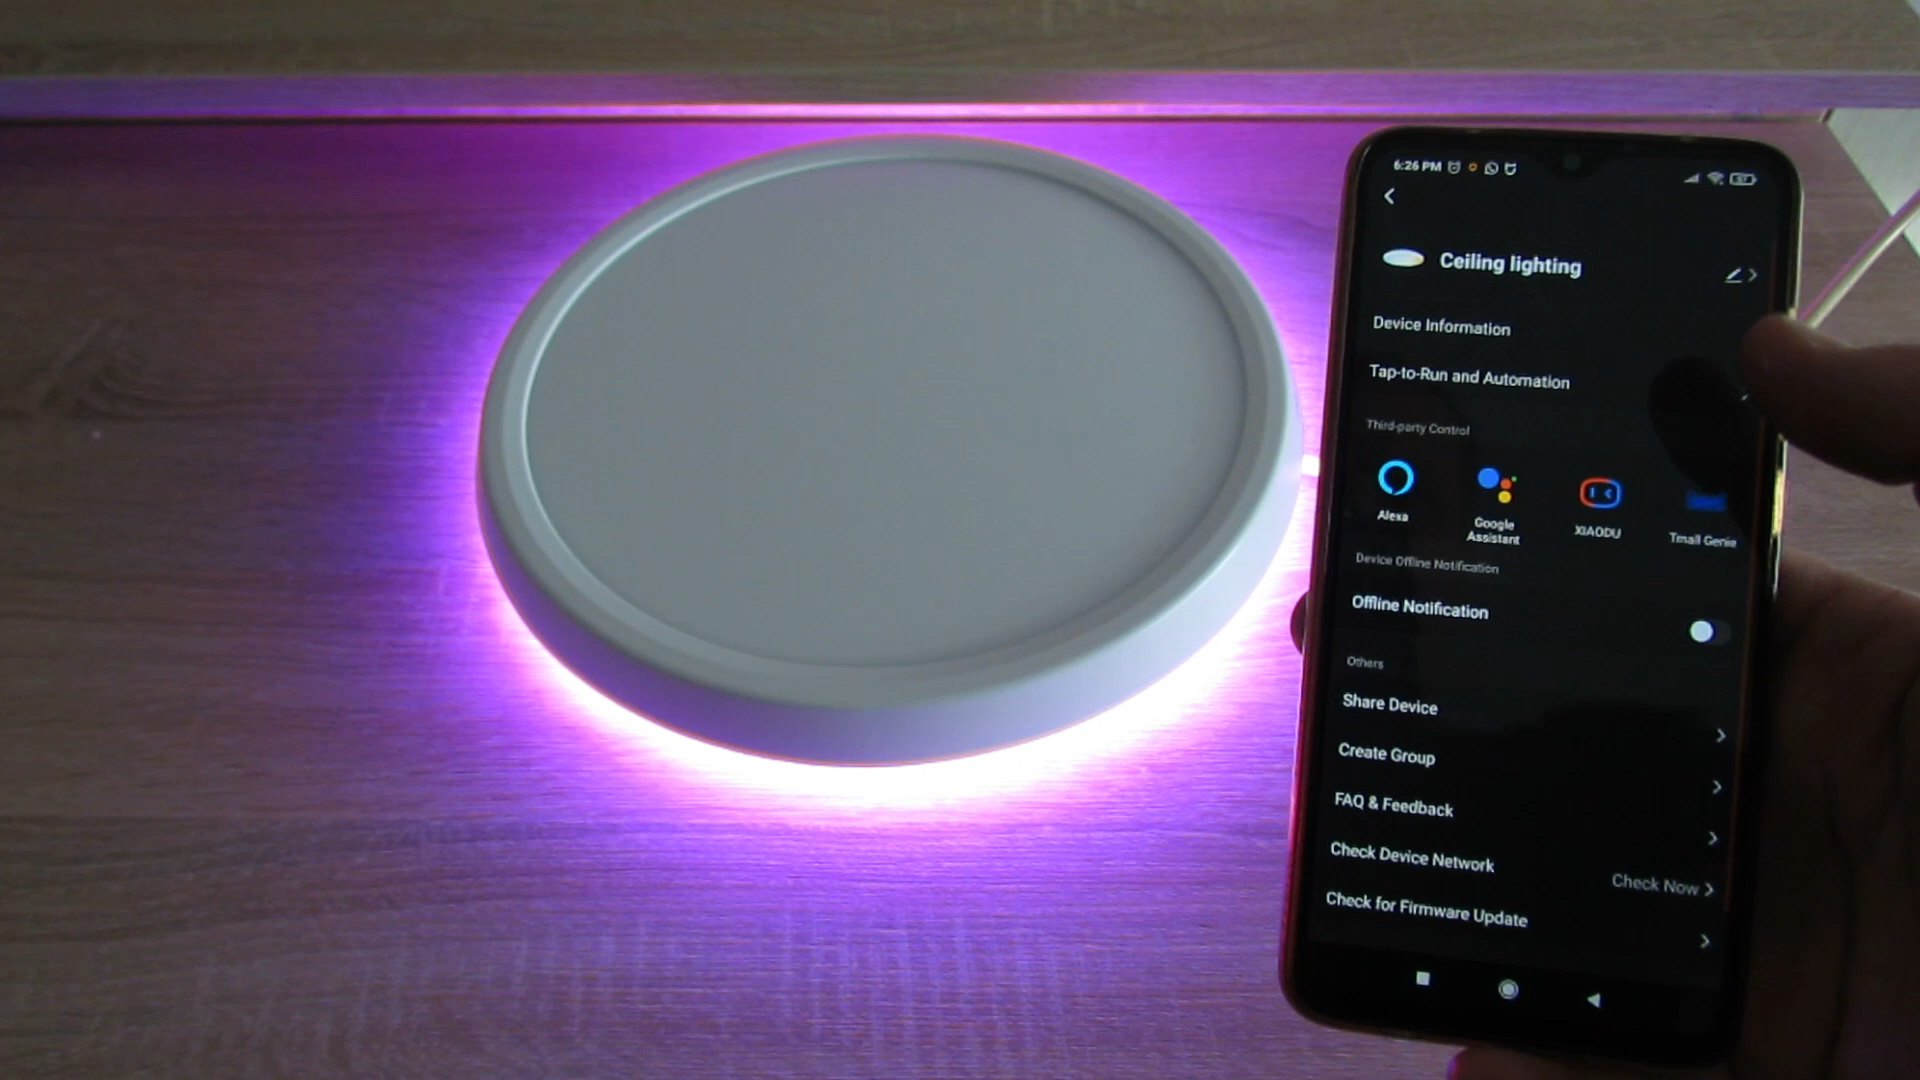 6:26 PM
Ceiling lighting
Device Information
Tap-to-Run and Automation
Third-party Control
Alexa
Google
Assistant
XIAODU
Tmall Genie
Device Offline Notification
Offline Notification
Others
Share Device
Create Group
FAQ & Feedback
Check Device Network
Check Now
Check for Firmware Update